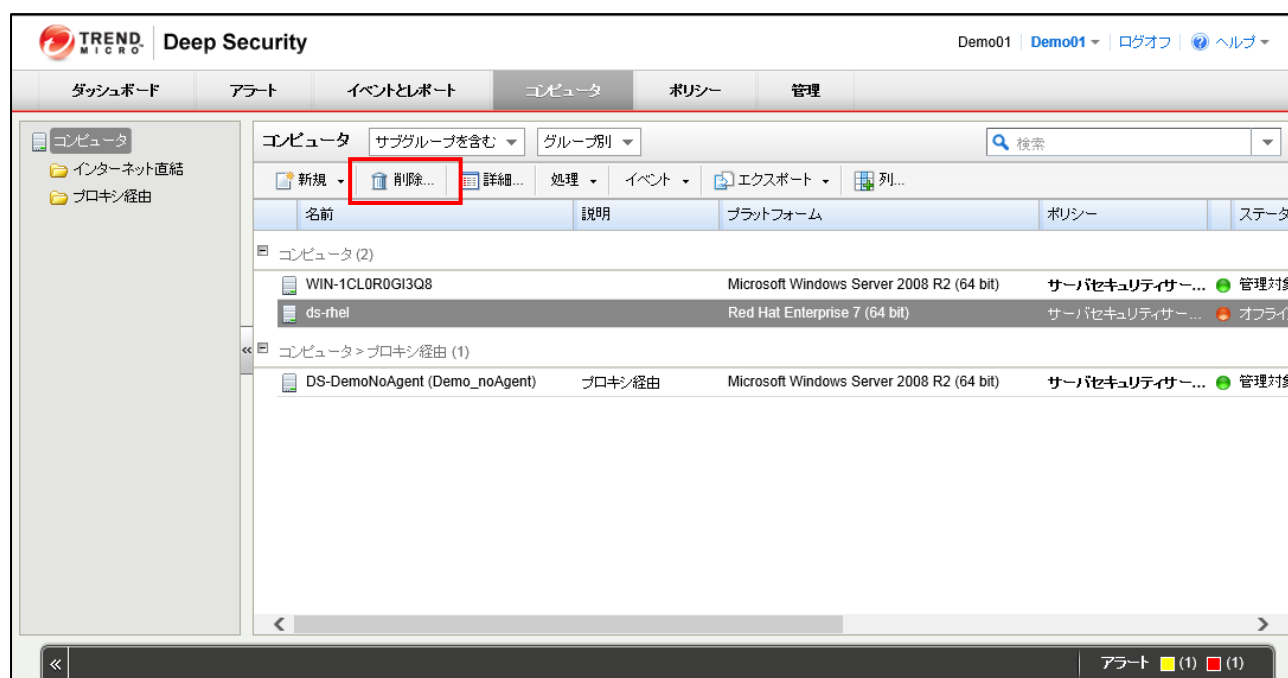 TREND MICRO Deep Security Demo01 Demo01 ログオフ ヘルプ
ダッシュボード アラート イベントとレポート コンピュータ ポリシー 管理
コンピュータ
インターネット直結
プロキシ経由
コンピュータ サブグループを含む グループ別 検索
新規 削除... 詳細... 処理 イベント エクスポート 列...
名前 説明 プラットフォーム ポリシー ステータ
コンピュータ (2)
WIN-1CL0R0GI3Q8 Microsoft Windows Server 2008 R2 (64 bit) サーバセキュリティサー... 管理対象
ds-rhel Red Hat Enterprise 7 (64 bit) サーバセキュリティサー... オフライ
コンピュータ > プロキシ経由 (1)
DS-DemoNoAgent (Demo_noAgent) プロキシ経由 Microsoft Windows Server 2008 R2 (64 bit) サーバセキュリティサー... 管理対象
アラート (1) (1)